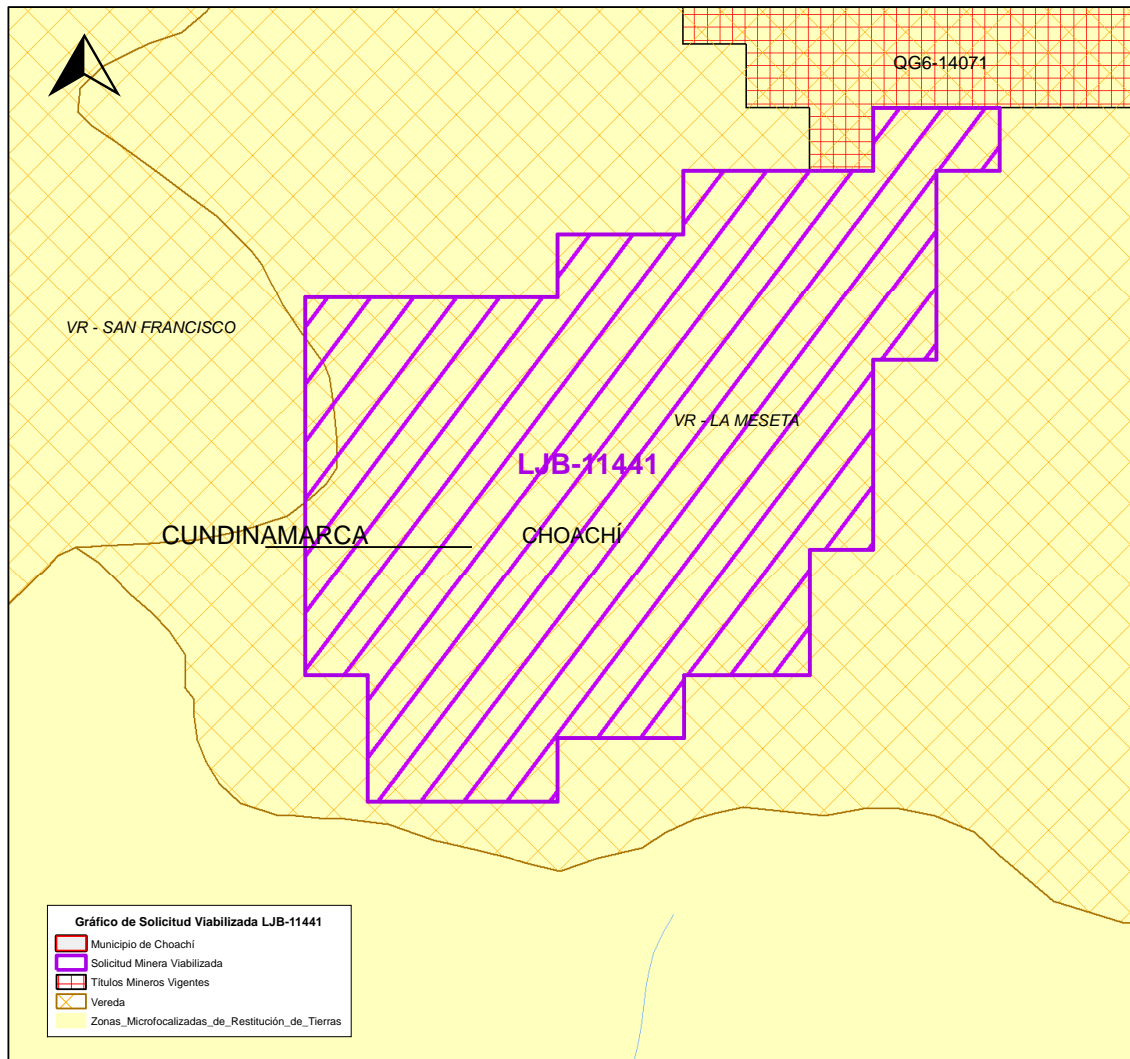 QG6-14071
VR - SAN FRANCISCO
VR - LA MESETA
LJB-11441
CUNDINAMARCA
CHOACHÍ
Gráfico de Solicitud Viabilizada LJB-11441
Municipio de Choachí
Solicitud Minera Viabilizada
Títulos Mineros Vigentes
Vereda
Zonas_Microfocalizadas_de_Restitución_de_Tierras